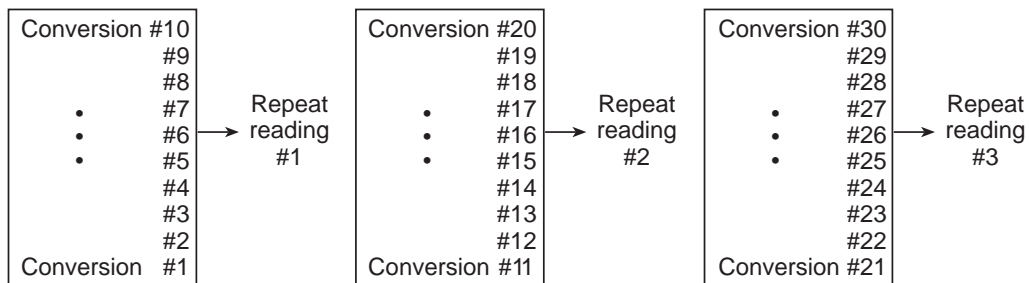 Conversion #10
#9
#8
#7
#6
#5
#4
#3
#2
Conversion #1
Repeat
reading
#1
Conversion #20
#19
#18
#17
#16
#15
#14
#13
#12
Conversion #11
Repeat
reading
#2
Conversion #30
#29
#28
#27
#26
#25
#24
#23
#22
Conversion #21
Repeat
reading
#3